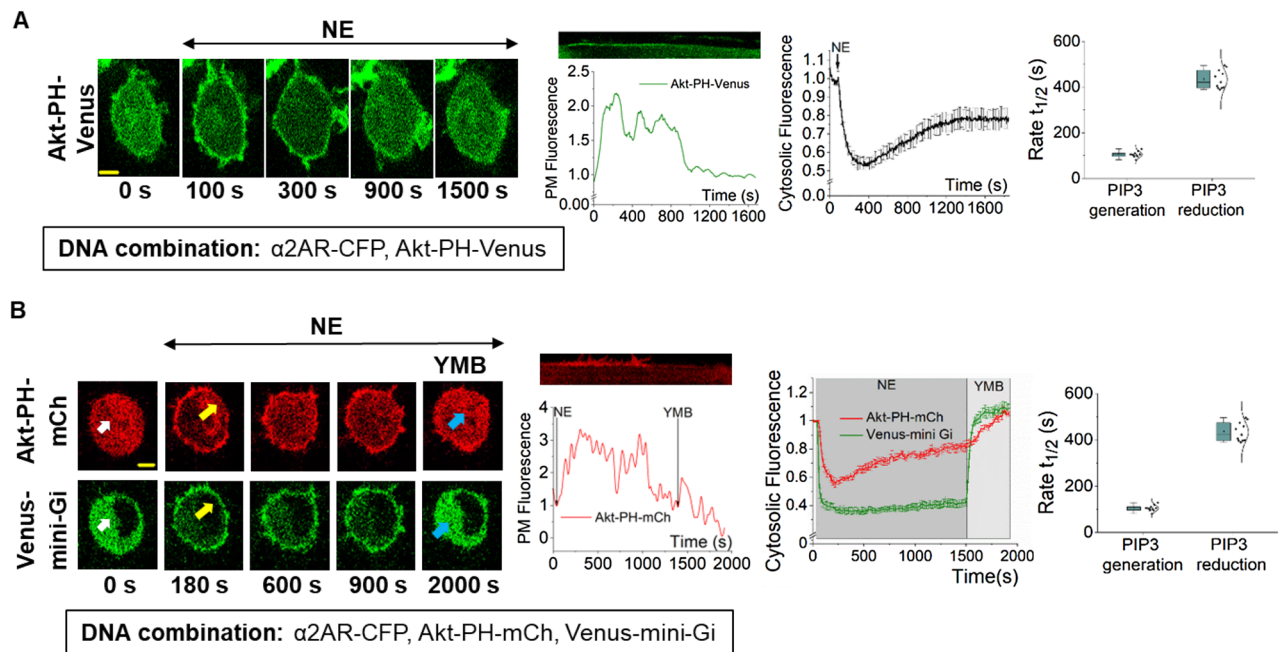 A
NE
Akt-PH-
Venus
0 s
100 s
300 s
900 s
1500 s
PM Fluorescence
2.5
2.0
1.5
1.0
0.00
Akt-PH-Venus
Time (s)
0
400
800
1200
1600
Cytosolic Fluorescence
1.1
1.0
0.9
0.8
0.7
0.6
0.5
0.0
NE
0
400
800
1200
1600
Time (s)
Rate t1/2 (s)
600
400
200
0
PIP3
generation
PIP3
reduction
DNA combination: α2AR-CFP, Akt-PH-Venus
B
NE
YMB
Akt-PH-
mCh
Venus-
mini-Gi
0 s
180 s
600 s
900 s
2000 s
PM Fluorescence
4
3
2
1
0
NE
YMB
Akt-PH-mCh
Time (s)
0
500
1000
1500
2000
Cytosolic Fluorescence
1.2
1.0
0.8
0.6
0.4
0.0
NE
YMB
Akt-PH-mCh
Venus-mini Gi
0
500
1000
1500
2000
Time(s)
Rate t1/2 (s)
600
400
200
0
PIP3
generation
PIP3
reduction
DNA combination: α2AR-CFP, Akt-PH-mCh, Venus-mini-Gi